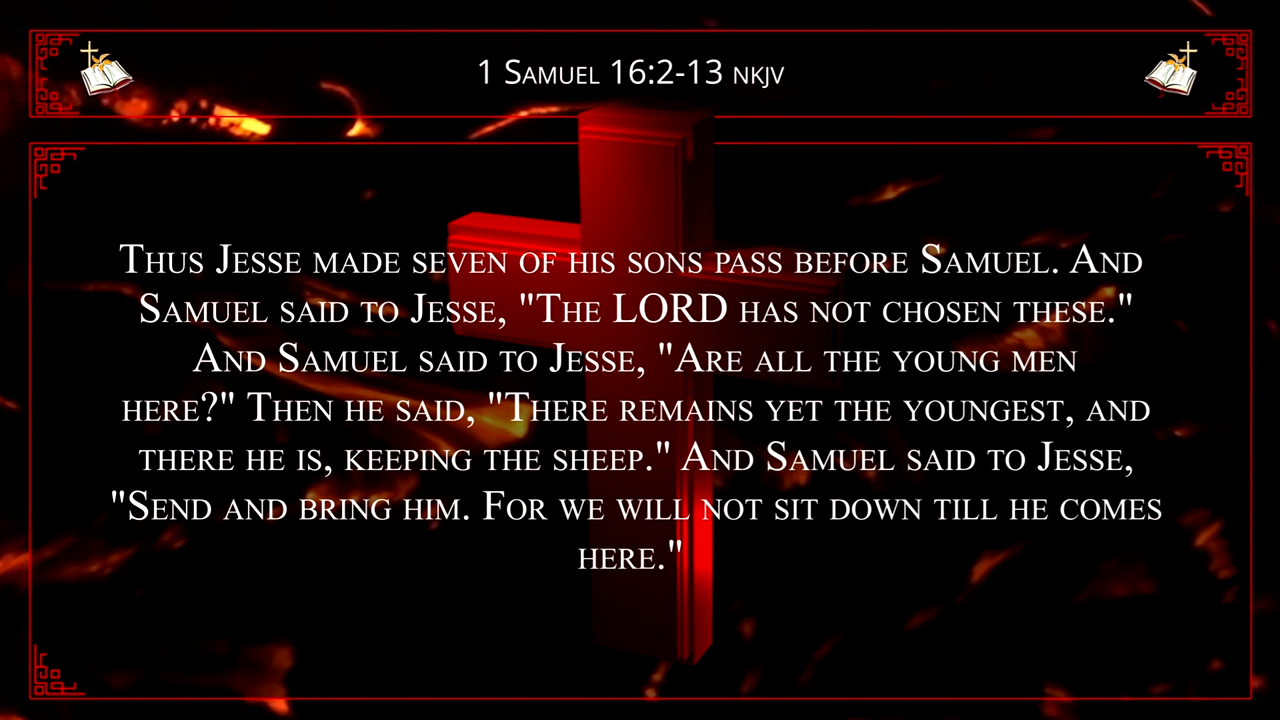 1 Samuel 16:2-13 NKJV
Thus Jesse made seven of his sons pass before Samuel. And
Samuel said to Jesse, "The LORD has not chosen these."
And Samuel said to Jesse, "Are all the young men
here?" Then he said, "There remains yet the youngest, and
there he is, keeping the sheep." And Samuel said to Jesse,
"Send and bring him. For we will not sit down till he comes
here."